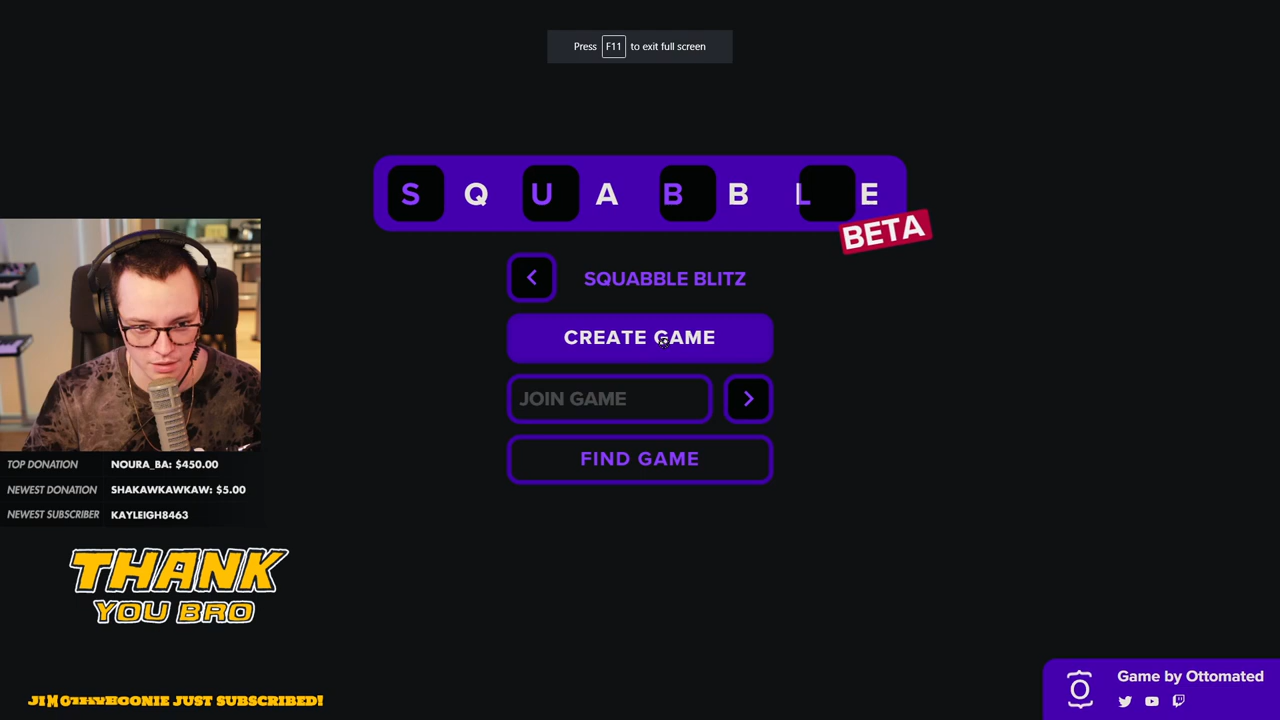 Press F11 to exit full screen
SQUABBLE
BETA
SQUABBLE BLITZ
CREATE GAME
JOIN GAME
FIND GAME
TOP DONATION NOURA_BA: $450.00
NEWEST DONATION SHAKAWKAWKAW: $5.00
NEWEST SUBSCRIBER KAYLEIGH8463
THANK
YOU BRO
JUST SUBSCRIBED!
Game by Ottomated